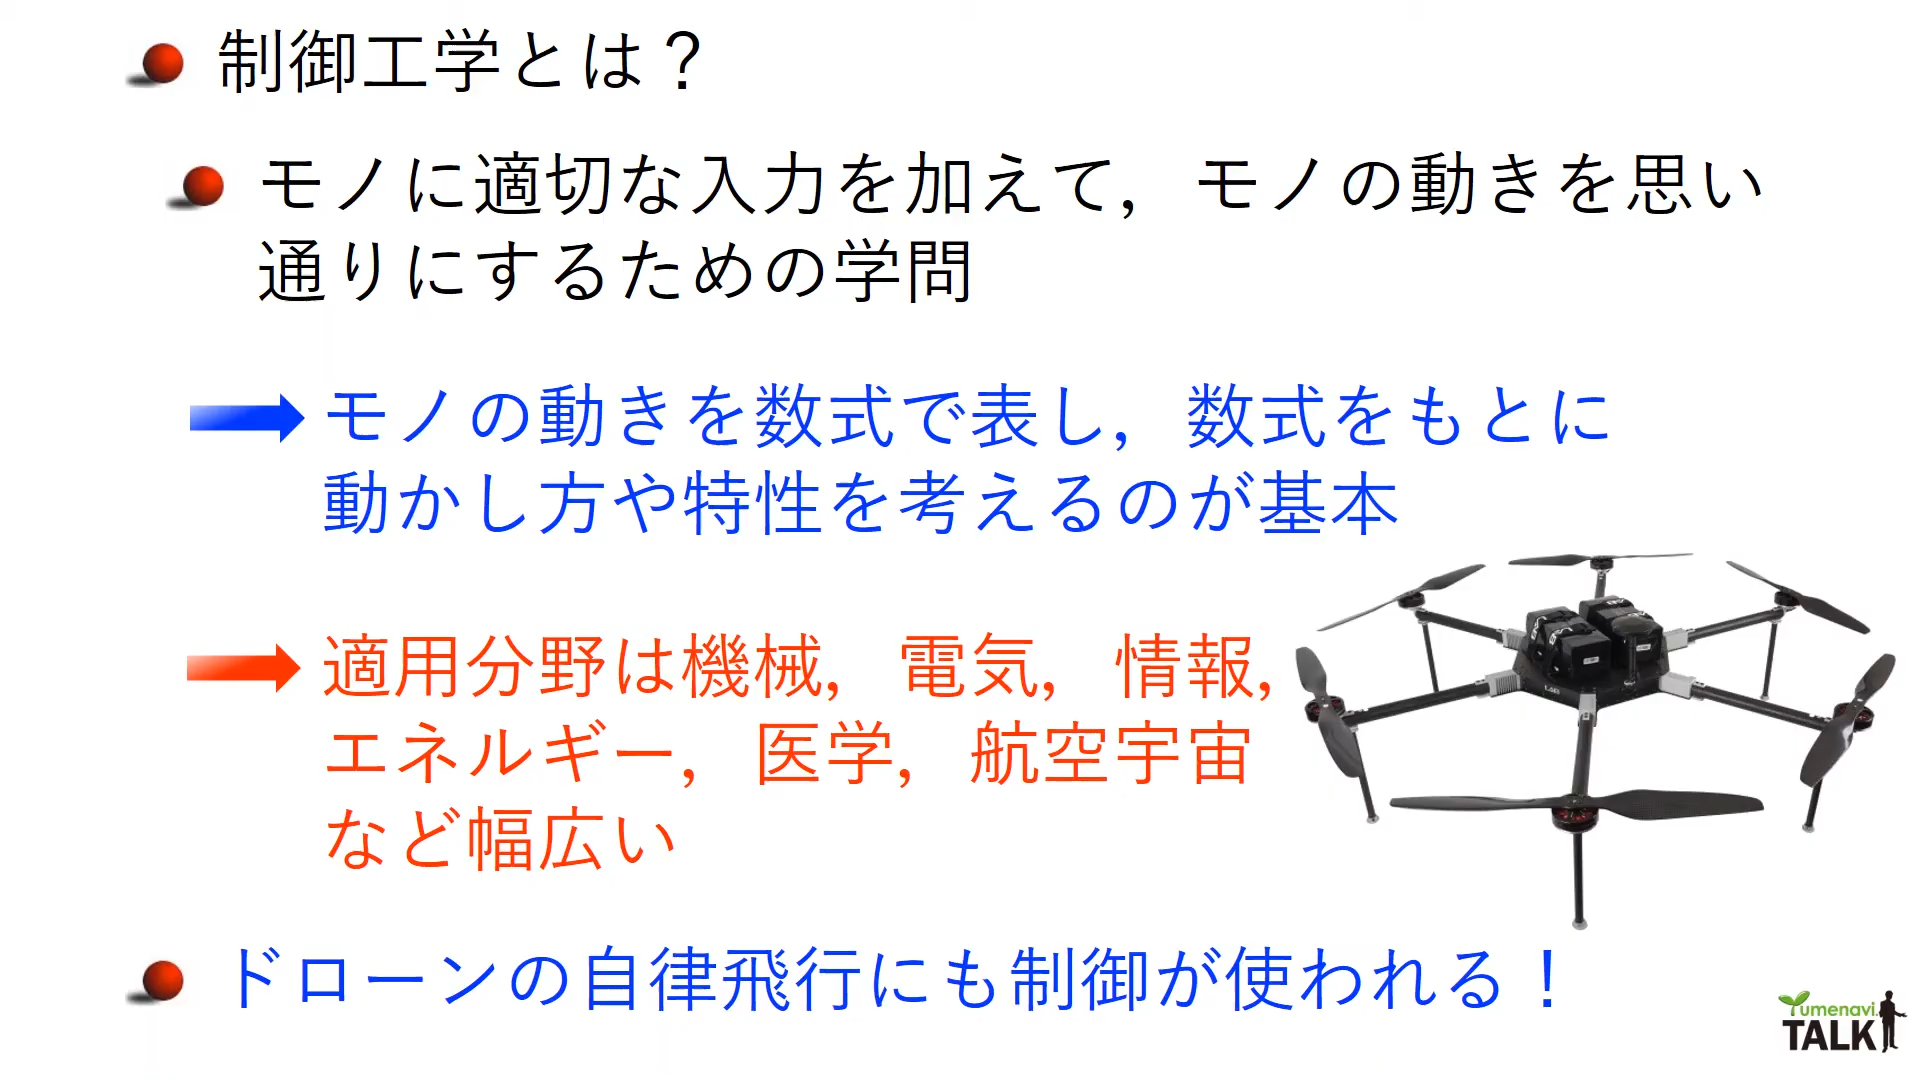 制御工学とは？
モノに適切な入力を加えて，モノの動きを思い
通りにするための学問
モノの動きを数式で表し，数式をもとに
動かし方や特性を考えるのが基本
適用分野は機械，電気，情報，
エネルギー，医学，航空宇宙
など幅広い
ドローンの自律飛行にも制御が使われる！
Yumenavi
TALK